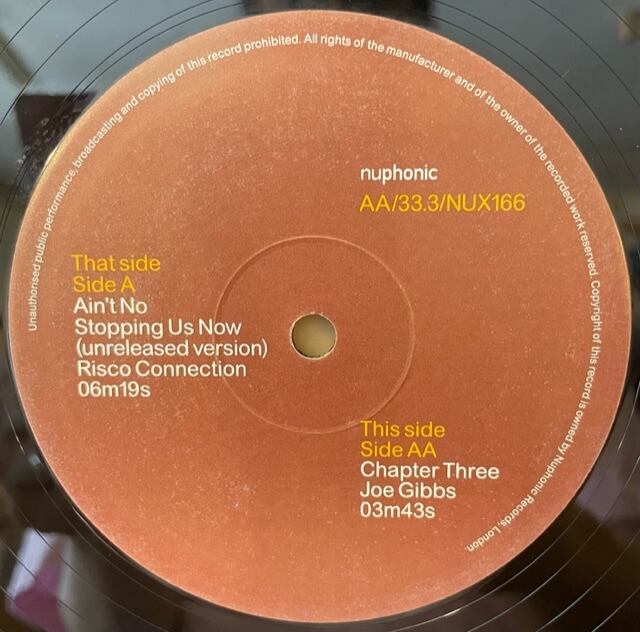 Unauthorised public performance, broadcasting and copying of this record prohibited. All rights of the manufacturer and of the owner of the recorded work reserved. Copyright of this record is owned by Nuphonic Records, London.
nuphonic
AA/33.3/NUX166
That side
Side A
Ain't No
Stopping Us Now
(unreleased version)
Risco Connection
06m19s
This side
Side AA
Chapter Three
Joe Gibbs
03m43s